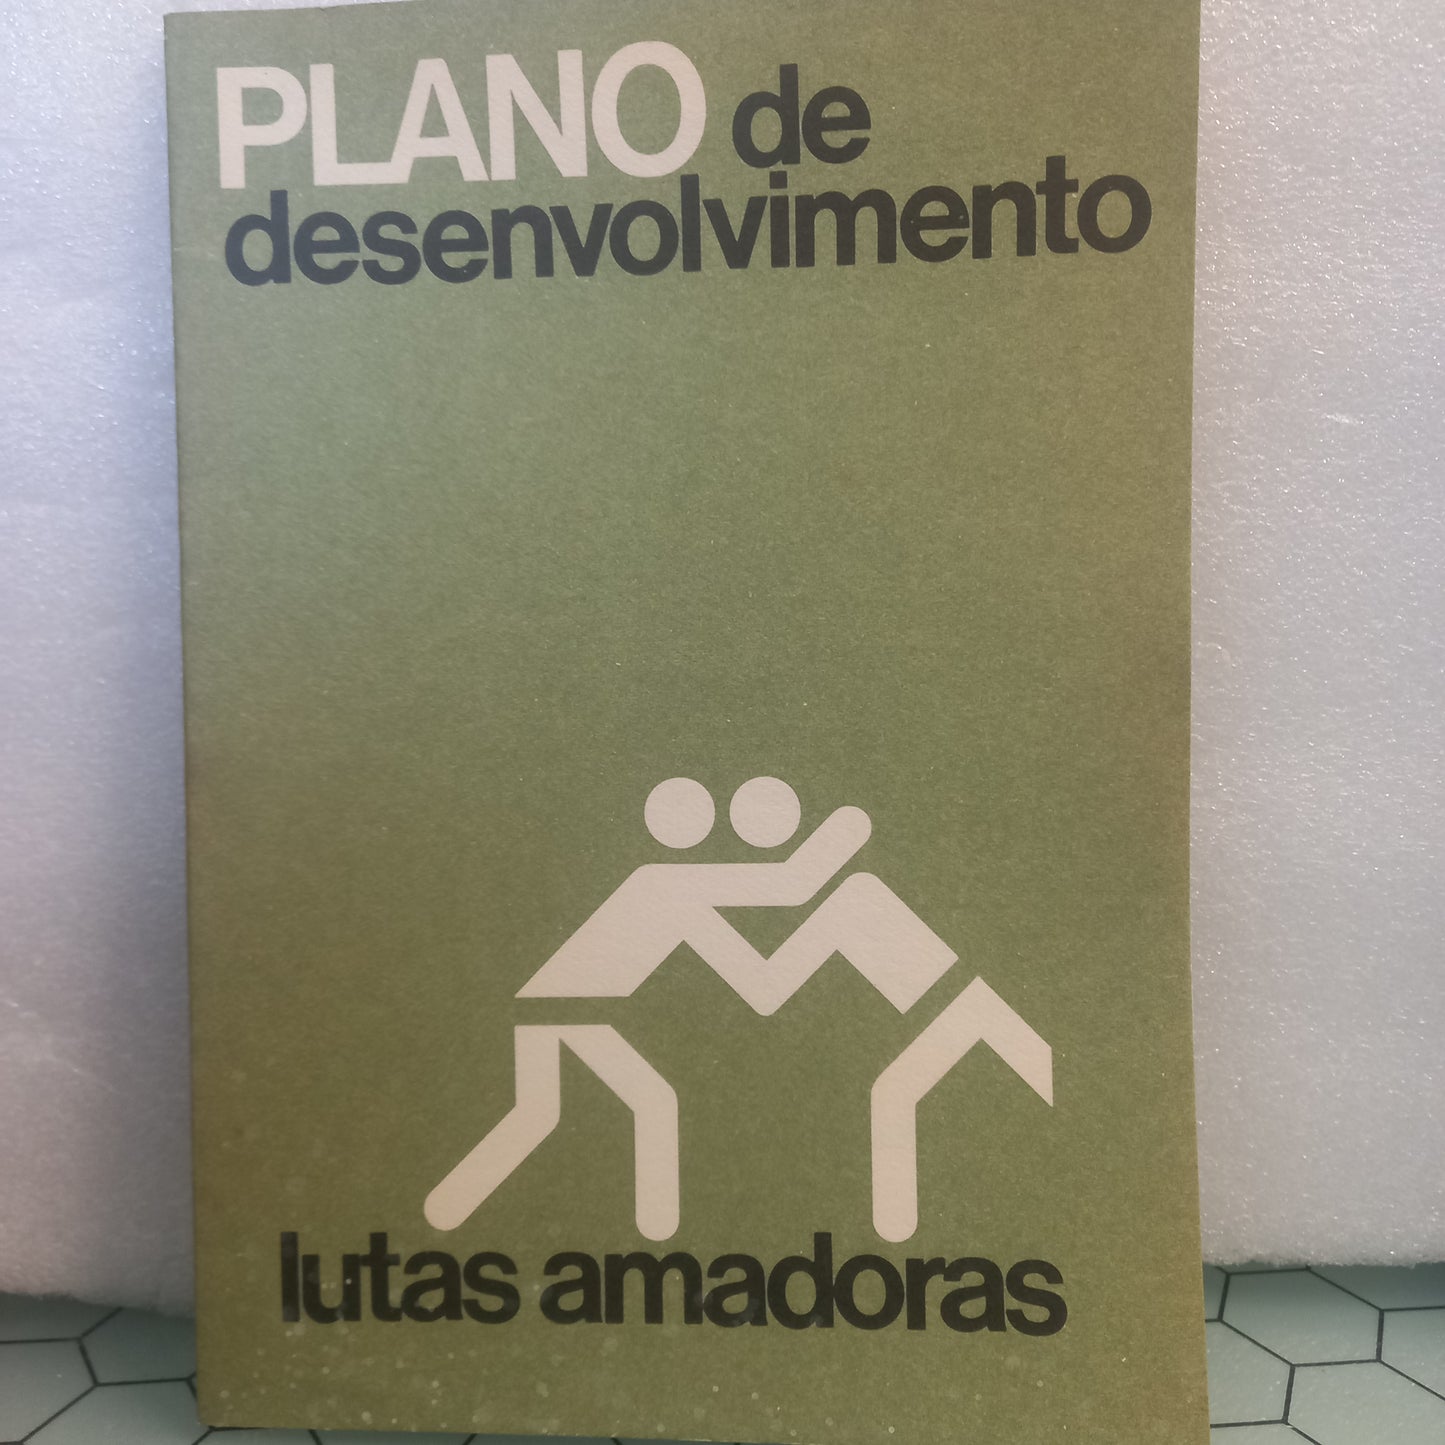 PLANO de
desenvolvimento
lutas amadoras